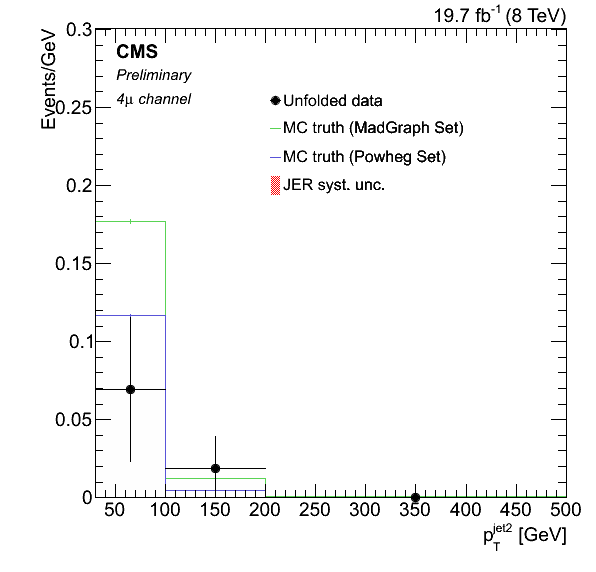 19.7 fb⁻¹ (8 TeV)
Events/GeV
0.3
0.25
0.2
0.15
0.1
0.05
0
CMS
Preliminary
4μ channel
Unfolded data
MC truth (MadGraph Set)
MC truth (Powheg Set)
JER syst. unc.
50 100 150 200 250 300 350 400 450 500
p_T^jet2 [GeV]